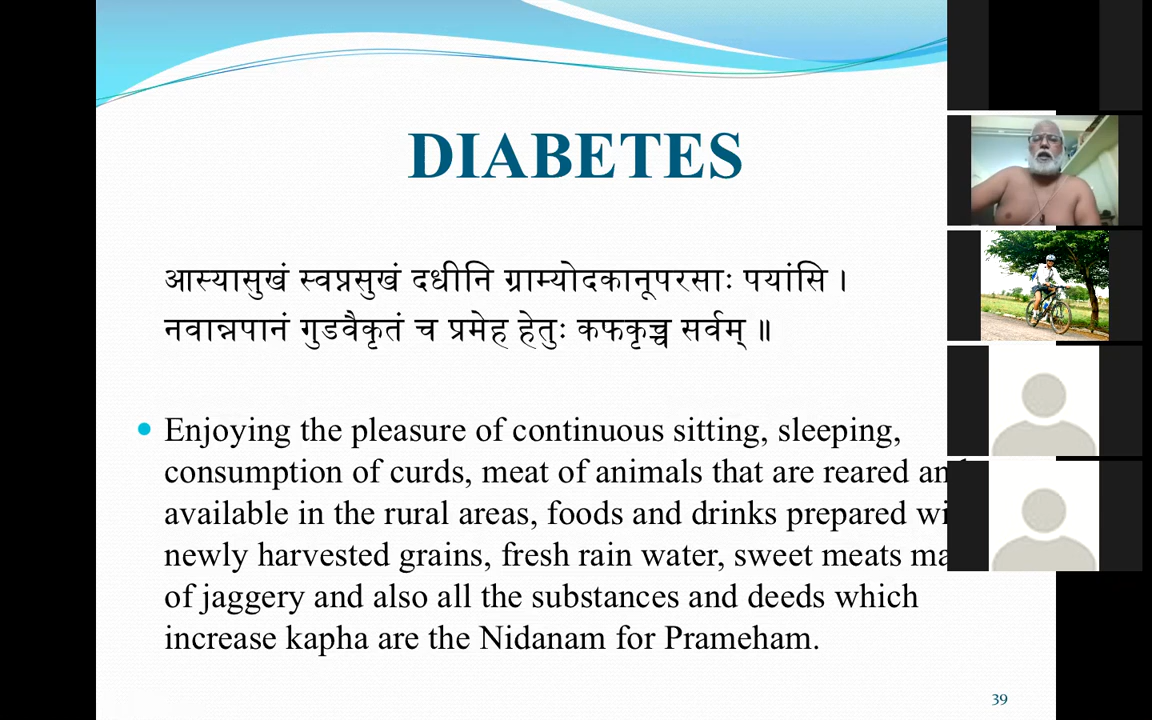 DIABETES
आस्यासुखं स्वप्नसुखं दधीनि ग्राम्योदकानूपरसाः पयांसि ।
नवान्नपानं गुडवैकृतं च प्रमेह हेतुः कफकृच्च सर्वम् ॥
Enjoying the pleasure of continuous sitting, sleeping,
consumption of curds, meat of animals that are reared
available in the rural areas, foods and drinks prepared
newly harvested grains, fresh rain water, sweet meats
of jaggery and also all the substances and deeds which
increase kapha are the Nidanam for Prameham.
39